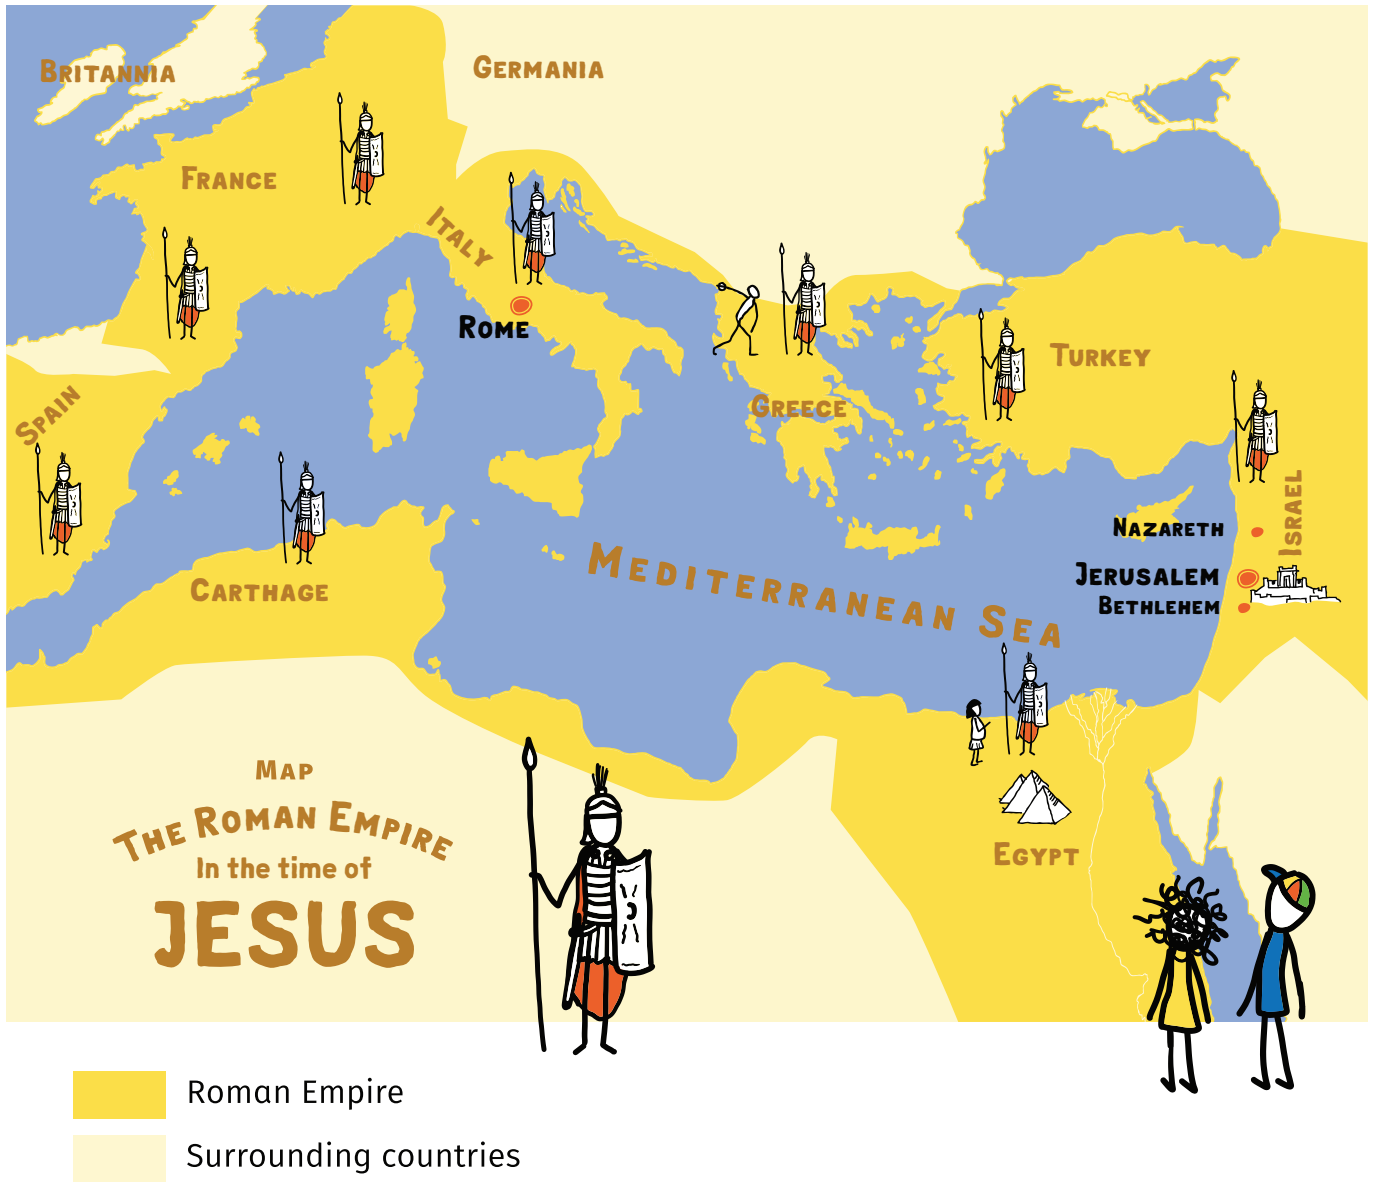 BRITANNIA
GERMANIA
FRANCE
ITALY
ROME
SPAIN
GREECE
TURKEY
ISRAEL
NAZARETH
JERUSALEM
BETHLEHEM
CARTHAGE
MEDITERRANEAN SEA
EGYPT
MAP
THE ROMAN EMPIRE
In the time of
JESUS
Roman Empire
Surrounding countries